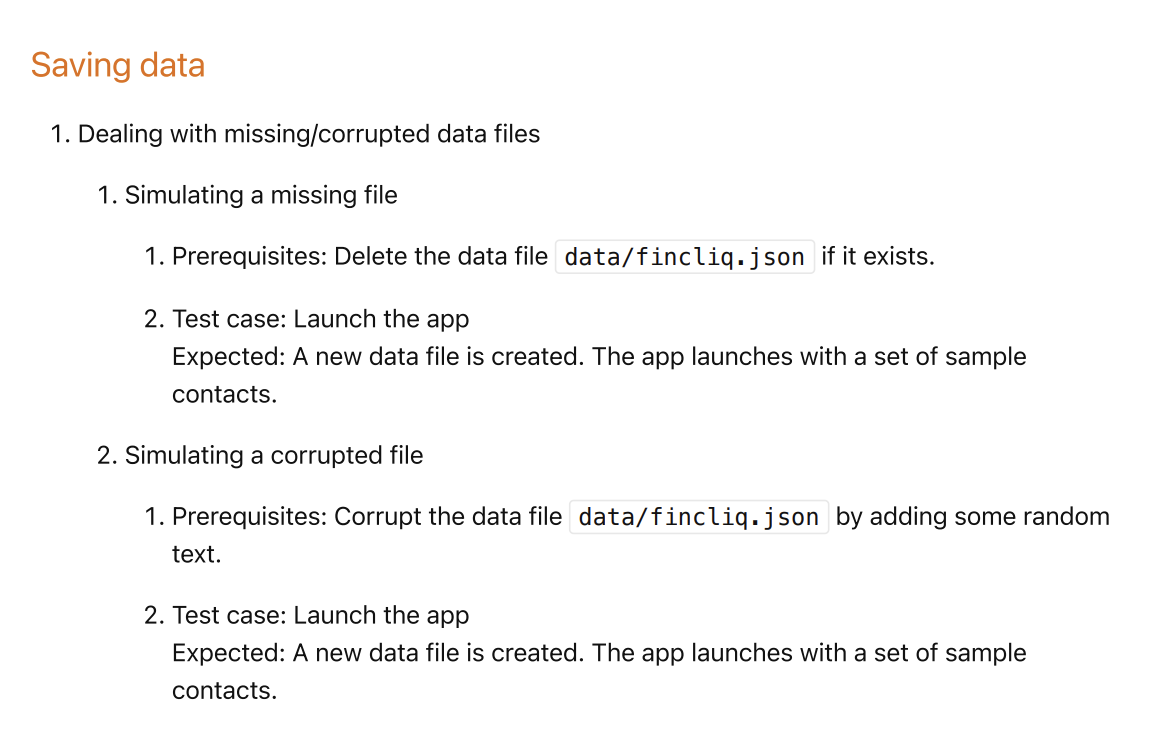 Saving data
1. Dealing with missing/corrupted data files
1. Simulating a missing file
1. Prerequisites: Delete the data file data/fincliq.json if it exists.
2. Test case: Launch the app
Expected: A new data file is created. The app launches with a set of sample
contacts.
2. Simulating a corrupted file
1. Prerequisites: Corrupt the data file data/fincliq.json by adding some random
text.
2. Test case: Launch the app
Expected: A new data file is created. The app launches with a set of sample
contacts.